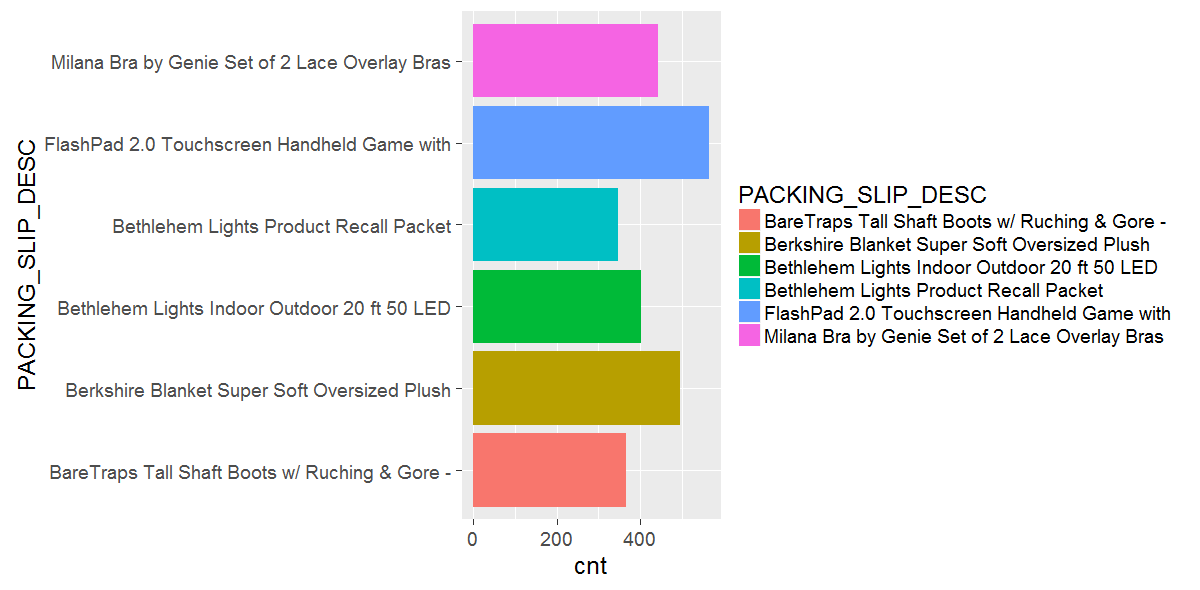 PACKING_SLIP_DESC
Milana Bra by Genie Set of 2 Lace Overlay Bras
FlashPad 2.0 Touchscreen Handheld Game with
Bethlehem Lights Product Recall Packet
Bethlehem Lights Indoor Outdoor 20 ft 50 LED
Berkshire Blanket Super Soft Oversized Plush
BareTraps Tall Shaft Boots w/ Ruching & Gore -
0 200 400
cnt
PACKING_SLIP_DESC
BareTraps Tall Shaft Boots w/ Ruching & Gore -
Berkshire Blanket Super Soft Oversized Plush
Bethlehem Lights Indoor Outdoor 20 ft 50 LED
Bethlehem Lights Product Recall Packet
FlashPad 2.0 Touchscreen Handheld Game with
Milana Bra by Genie Set of 2 Lace Overlay Bras